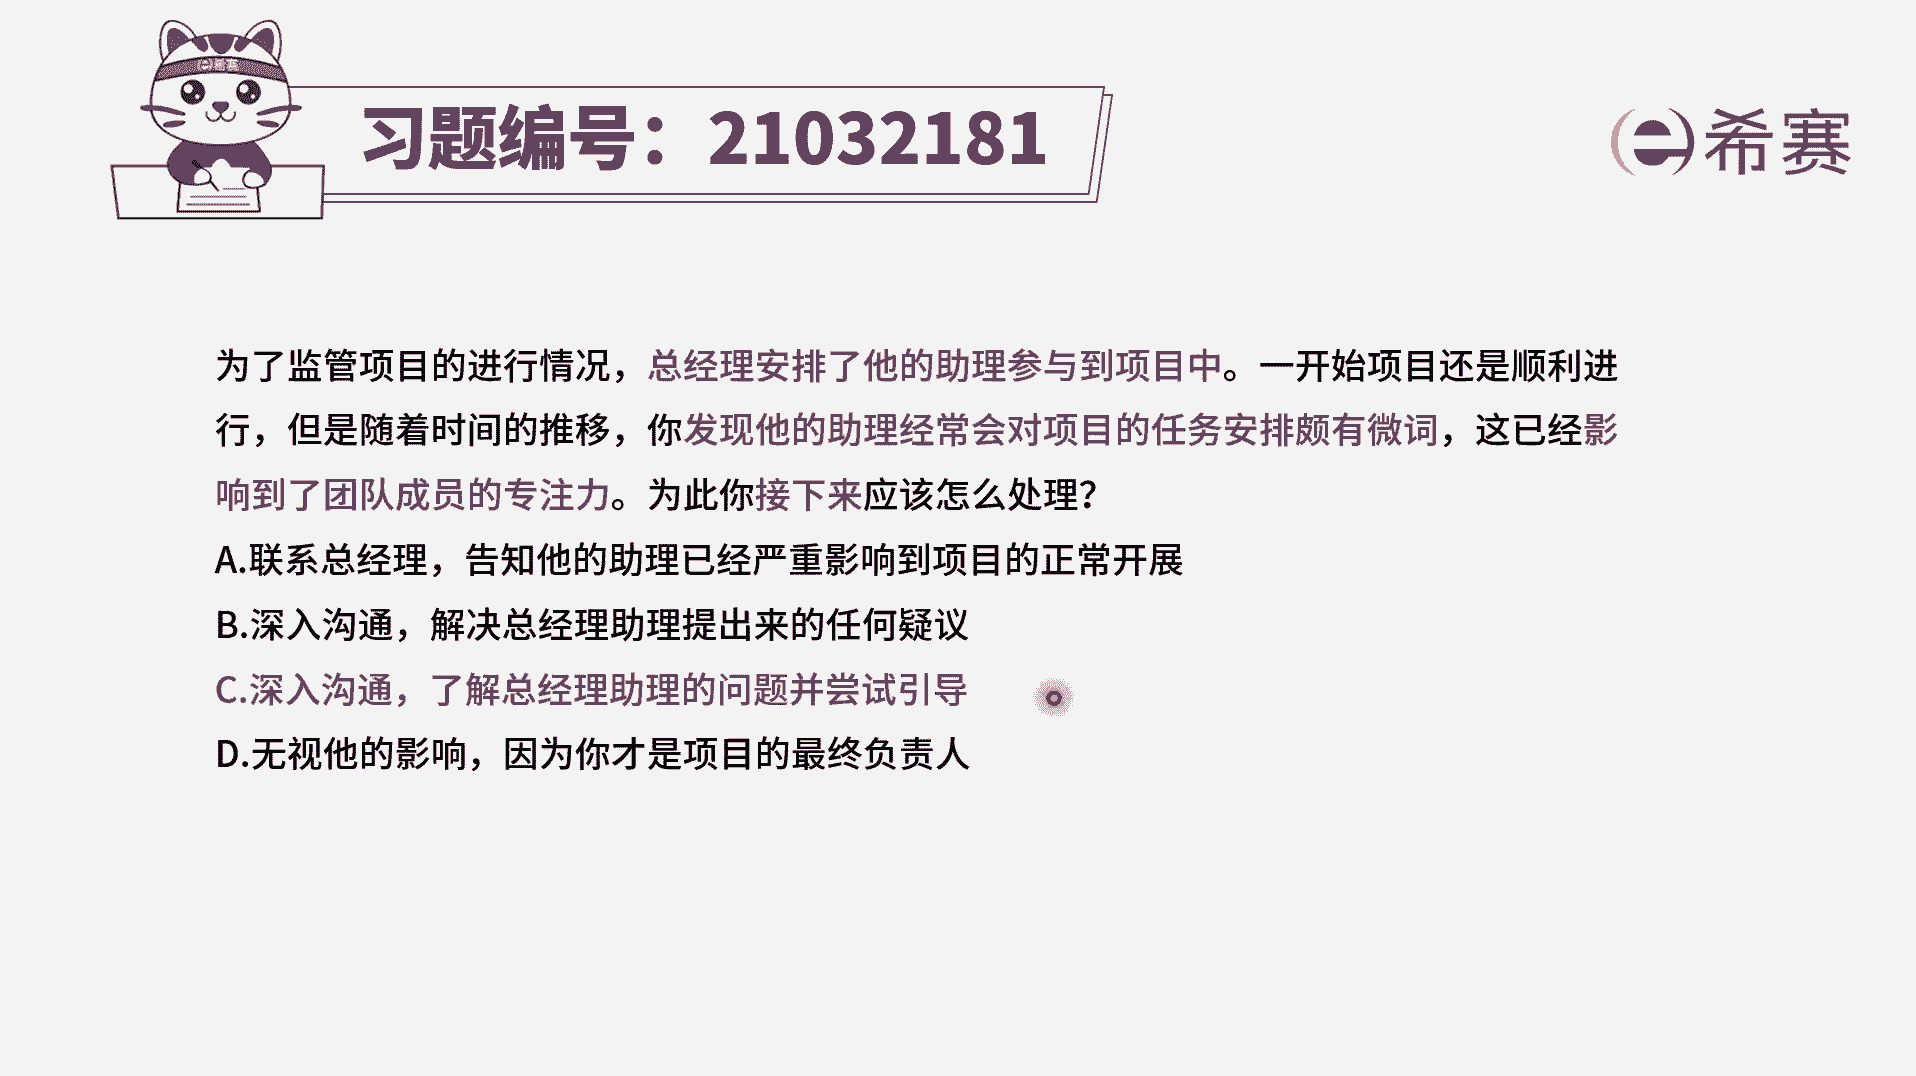 希赛
习题编号：21032181
希赛
为了监管项目的进行情况，总经理安排了他的助理参与到项目中。一开始项目还是顺利进
行，但是随着时间的推移，你发现他的助理经常会对项目的任务安排颇有微词，这已经影
响到了团队成员的专注力。为此你接下来应该怎么处理？
A.联系总经理，告知他的助理已经严重影响到项目的正常开展
B.深入沟通，解决总经理助理提出来的任何疑议
C.深入沟通，了解总经理助理的问题并尝试引导
D.无视他的影响，因为你才是项目的最终负责人